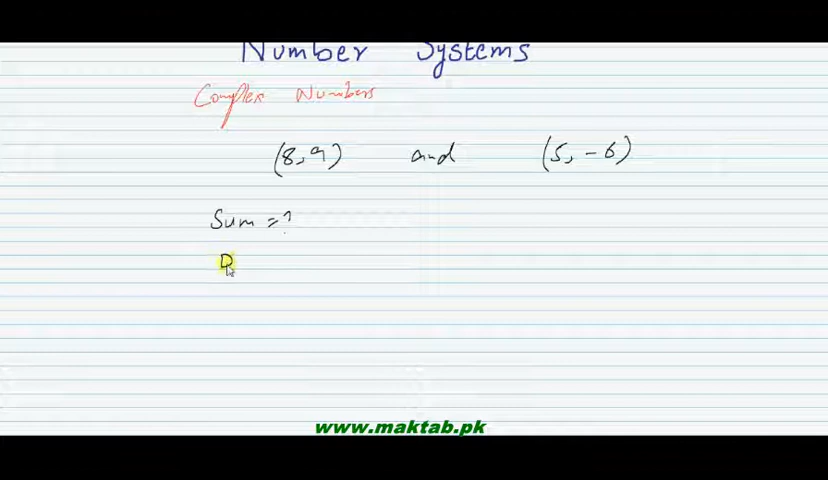 Number Systems
Complex Numbers
(8,9) and (5,-6)
Sum = ?
D
www.maktab.pk